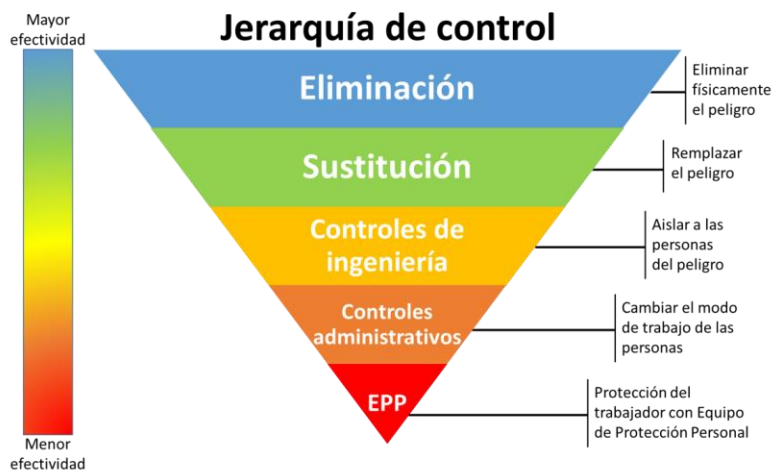 Mayor
efectividad
Jerarquía de control
Eliminación
Eliminar
físicamente
el peligro
Sustitución
Remplazar
el peligro
Controles de
ingeniería
Aislar a las
personas
del peligro
Controles
administrativos
Cambiar el modo
de trabajo de las
personas
EPP
Protección del
trabajador con Equipo
de Protección Personal
Menor
efectividad